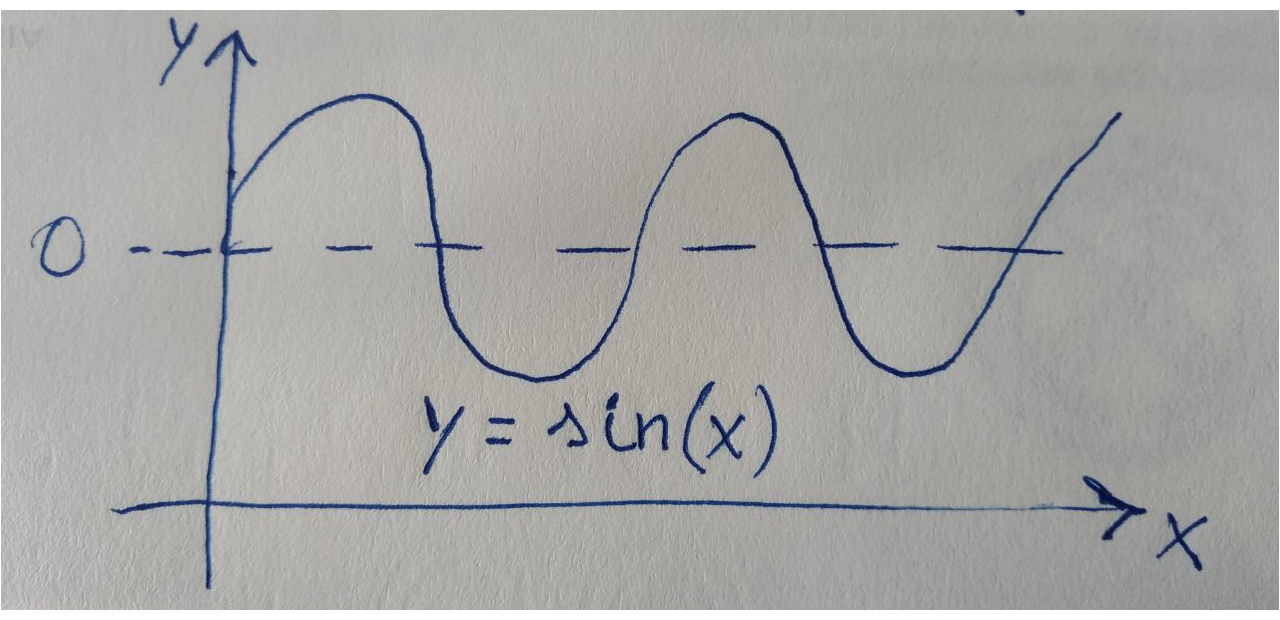 y
0
y = sin(x)
x